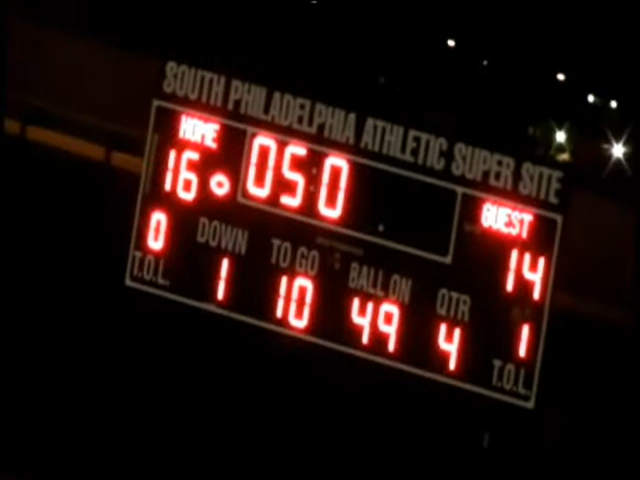 SOUTH PHILADELPHIA ATHLETIC SUPER SITE
HOME 05:0 GUEST
16 14
DOWN TO GO BALL ON QTR
0 1 10 49 4 1
T.O.L. T.O.L.